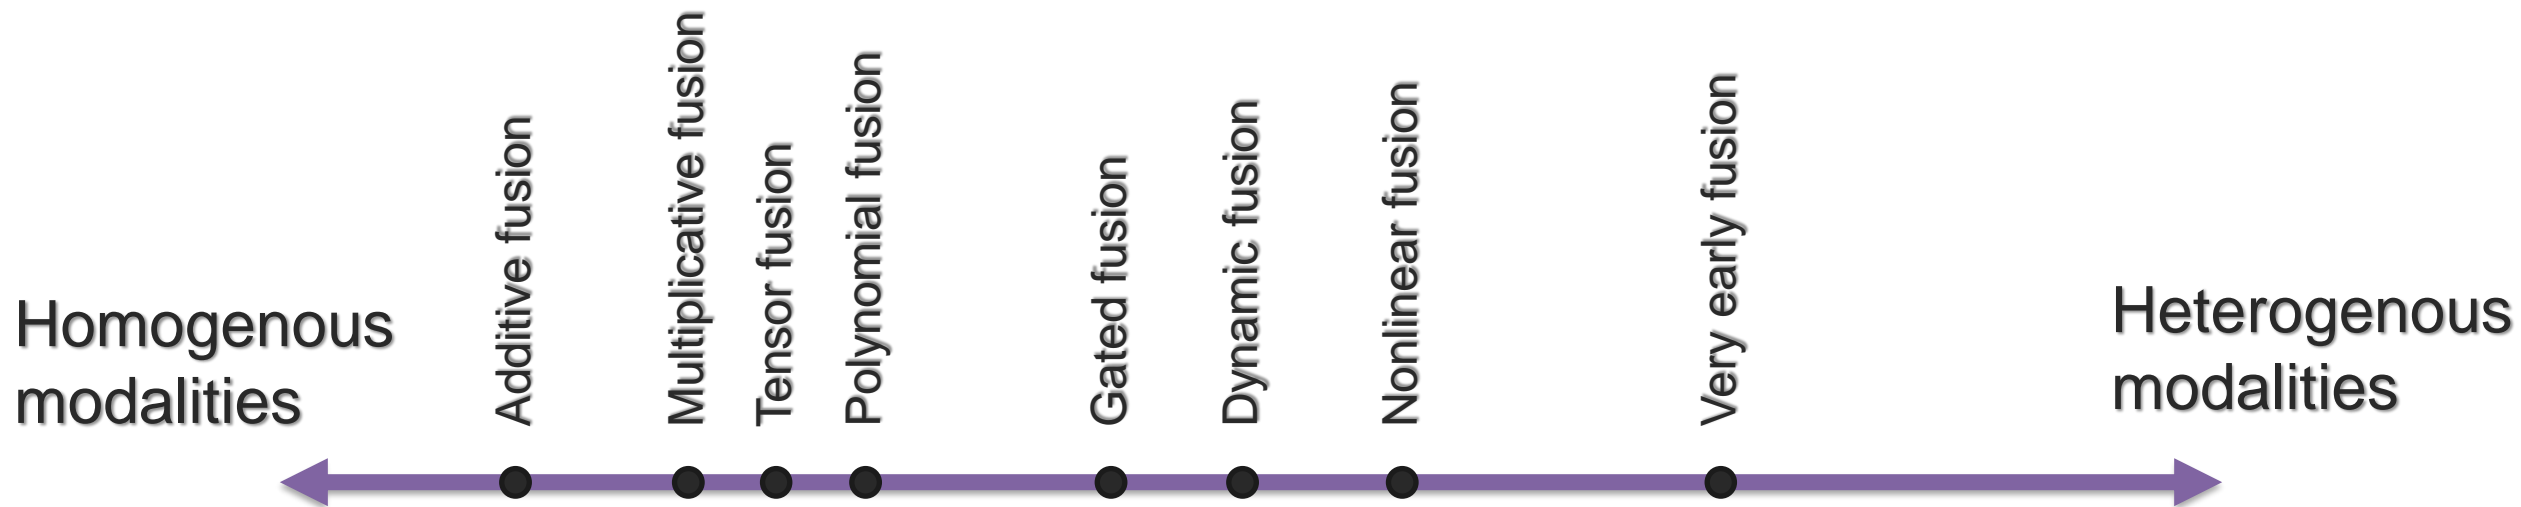 Homogenous
modalities
Additive fusion
Multiplicative fusion
Tensor fusion
Polynomial fusion
Gated fusion
Dynamic fusion
Nonlinear fusion
Very early fusion
Heterogenous
modalities